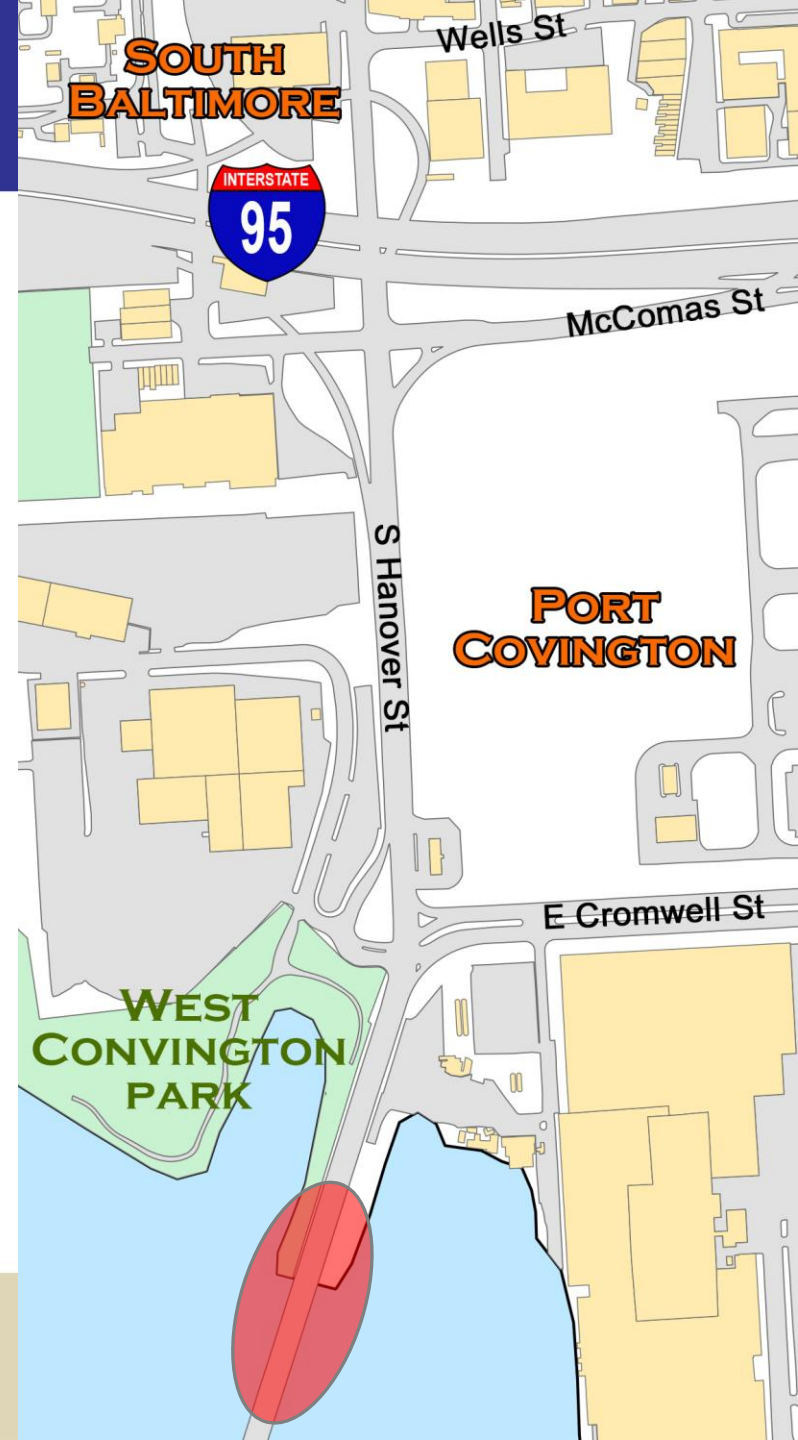 Wells St
SOUTH
BALTIMORE
INTERSTATE
95
McComas St
S Hanover St
PORT
COVINGTON
E Cromwell St
WEST
CONVINGTON
PARK